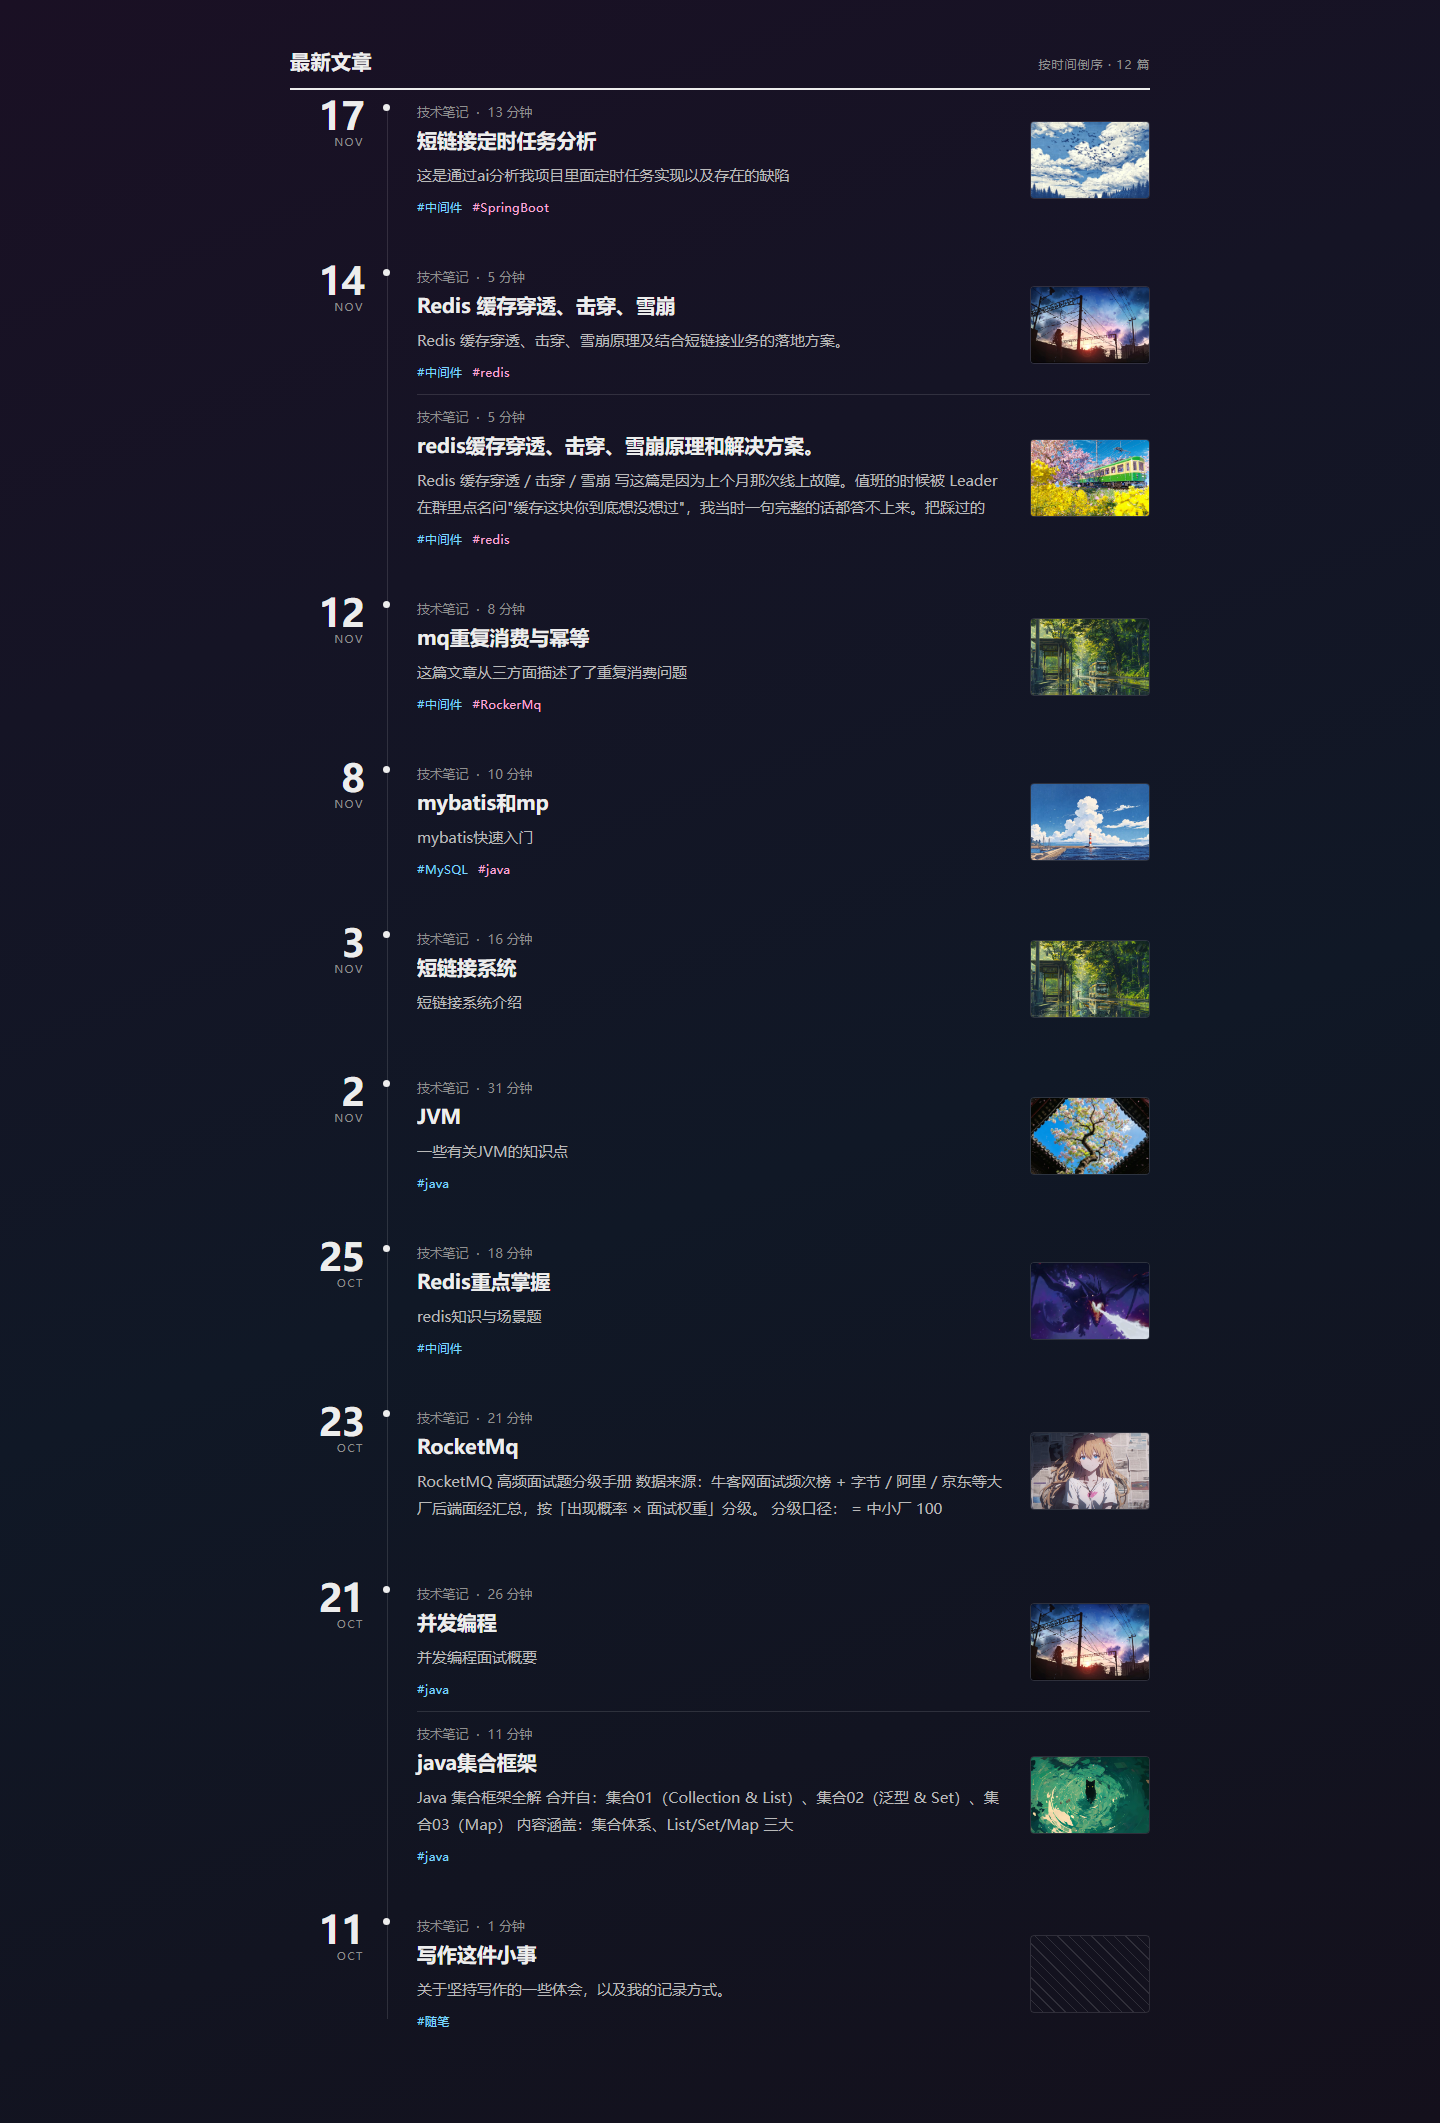 最新文章
按时间倒序 · 12 篇
17
NOV
技术笔记 · 13 分钟
短链接定时任务分析
这是通过ai分析我项目里面定时任务实现以及存在的缺陷
#中间件 #SpringBoot
14
NOV
技术笔记 · 5 分钟
Redis 缓存穿透、击穿、雪崩
Redis 缓存穿透、击穿、雪崩原理及结合短链接业务的落地方案。
#中间件 #redis
技术笔记 · 5 分钟
redis缓存穿透、击穿、雪崩原理和解决方案。
Redis 缓存穿透 / 击穿 / 雪崩 写这篇是因为上个月那次线上故障。值班的时候被 Leader
在群里点名问"缓存这块你到底想没想过"，我当时一句完整的话都答不上来。把踩过的
#中间件 #redis
12
NOV
技术笔记 · 8 分钟
mq重复消费与幂等
这篇文章从三方面描述了了重复消费问题
#中间件 #RockerMq
8
NOV
技术笔记 · 10 分钟
mybatis和mp
mybatis快速入门
#MySQL #java
3
NOV
技术笔记 · 16 分钟
短链接系统
短链接系统介绍
2
NOV
技术笔记 · 31 分钟
JVM
一些有关JVM的知识点
#java
25
OCT
技术笔记 · 18 分钟
Redis重点掌握
redis知识与场景题
#中间件
23
OCT
技术笔记 · 21 分钟
RocketMq
RocketMQ 高频面试题分级手册 数据来源：牛客网面试频次榜 + 字节 / 阿里 / 京东等大
厂后端面经汇总，按「出现概率 × 面试权重」分级。 分级口径： = 中小厂 100
21
OCT
技术笔记 · 26 分钟
并发编程
并发编程面试概要
#java
技术笔记 · 11 分钟
java集合框架
Java 集合框架全解 合并自：集合01（Collection & List）、集合02（泛型 & Set）、集
合03（Map） 内容涵盖：集合体系、List/Set/Map 三大
#java
11
OCT
技术笔记 · 1 分钟
写作这件小事
关于坚持写作的一些体会，以及我的记录方式。
#随笔